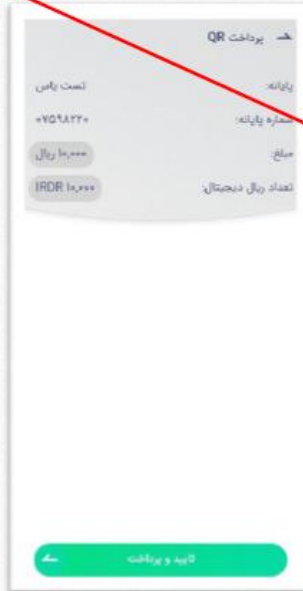 پرداخت QR
پایانه: تست یاس
شماره پایانه: ۰۷۵۹۸۲۲۰
مبلغ: ۱۰,۰۰۰ ریال
تعداد ریال دیجیتال: ۱۰,۰۰۰ IRDR
تایید و پرداخت